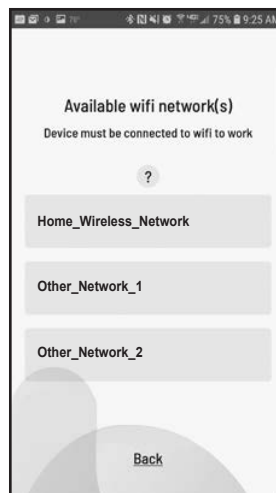 75% 9:25 AM
Available wifi network(s)
Device must be connected to wifi to work
?
Home_Wireless_Network
Other_Network_1
Other_Network_2
Back